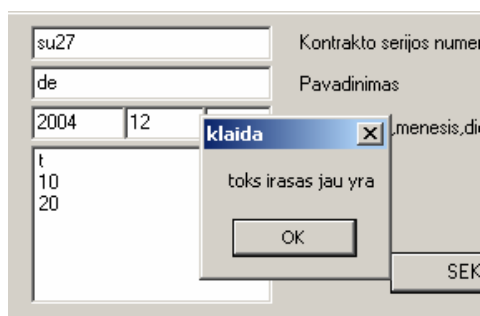 su27 Kontrakto serijos numer
de Pavadinimas
2004 12 ,menesis,di
klaida
t
10
20
toks irasas jau yra
OK
SEK